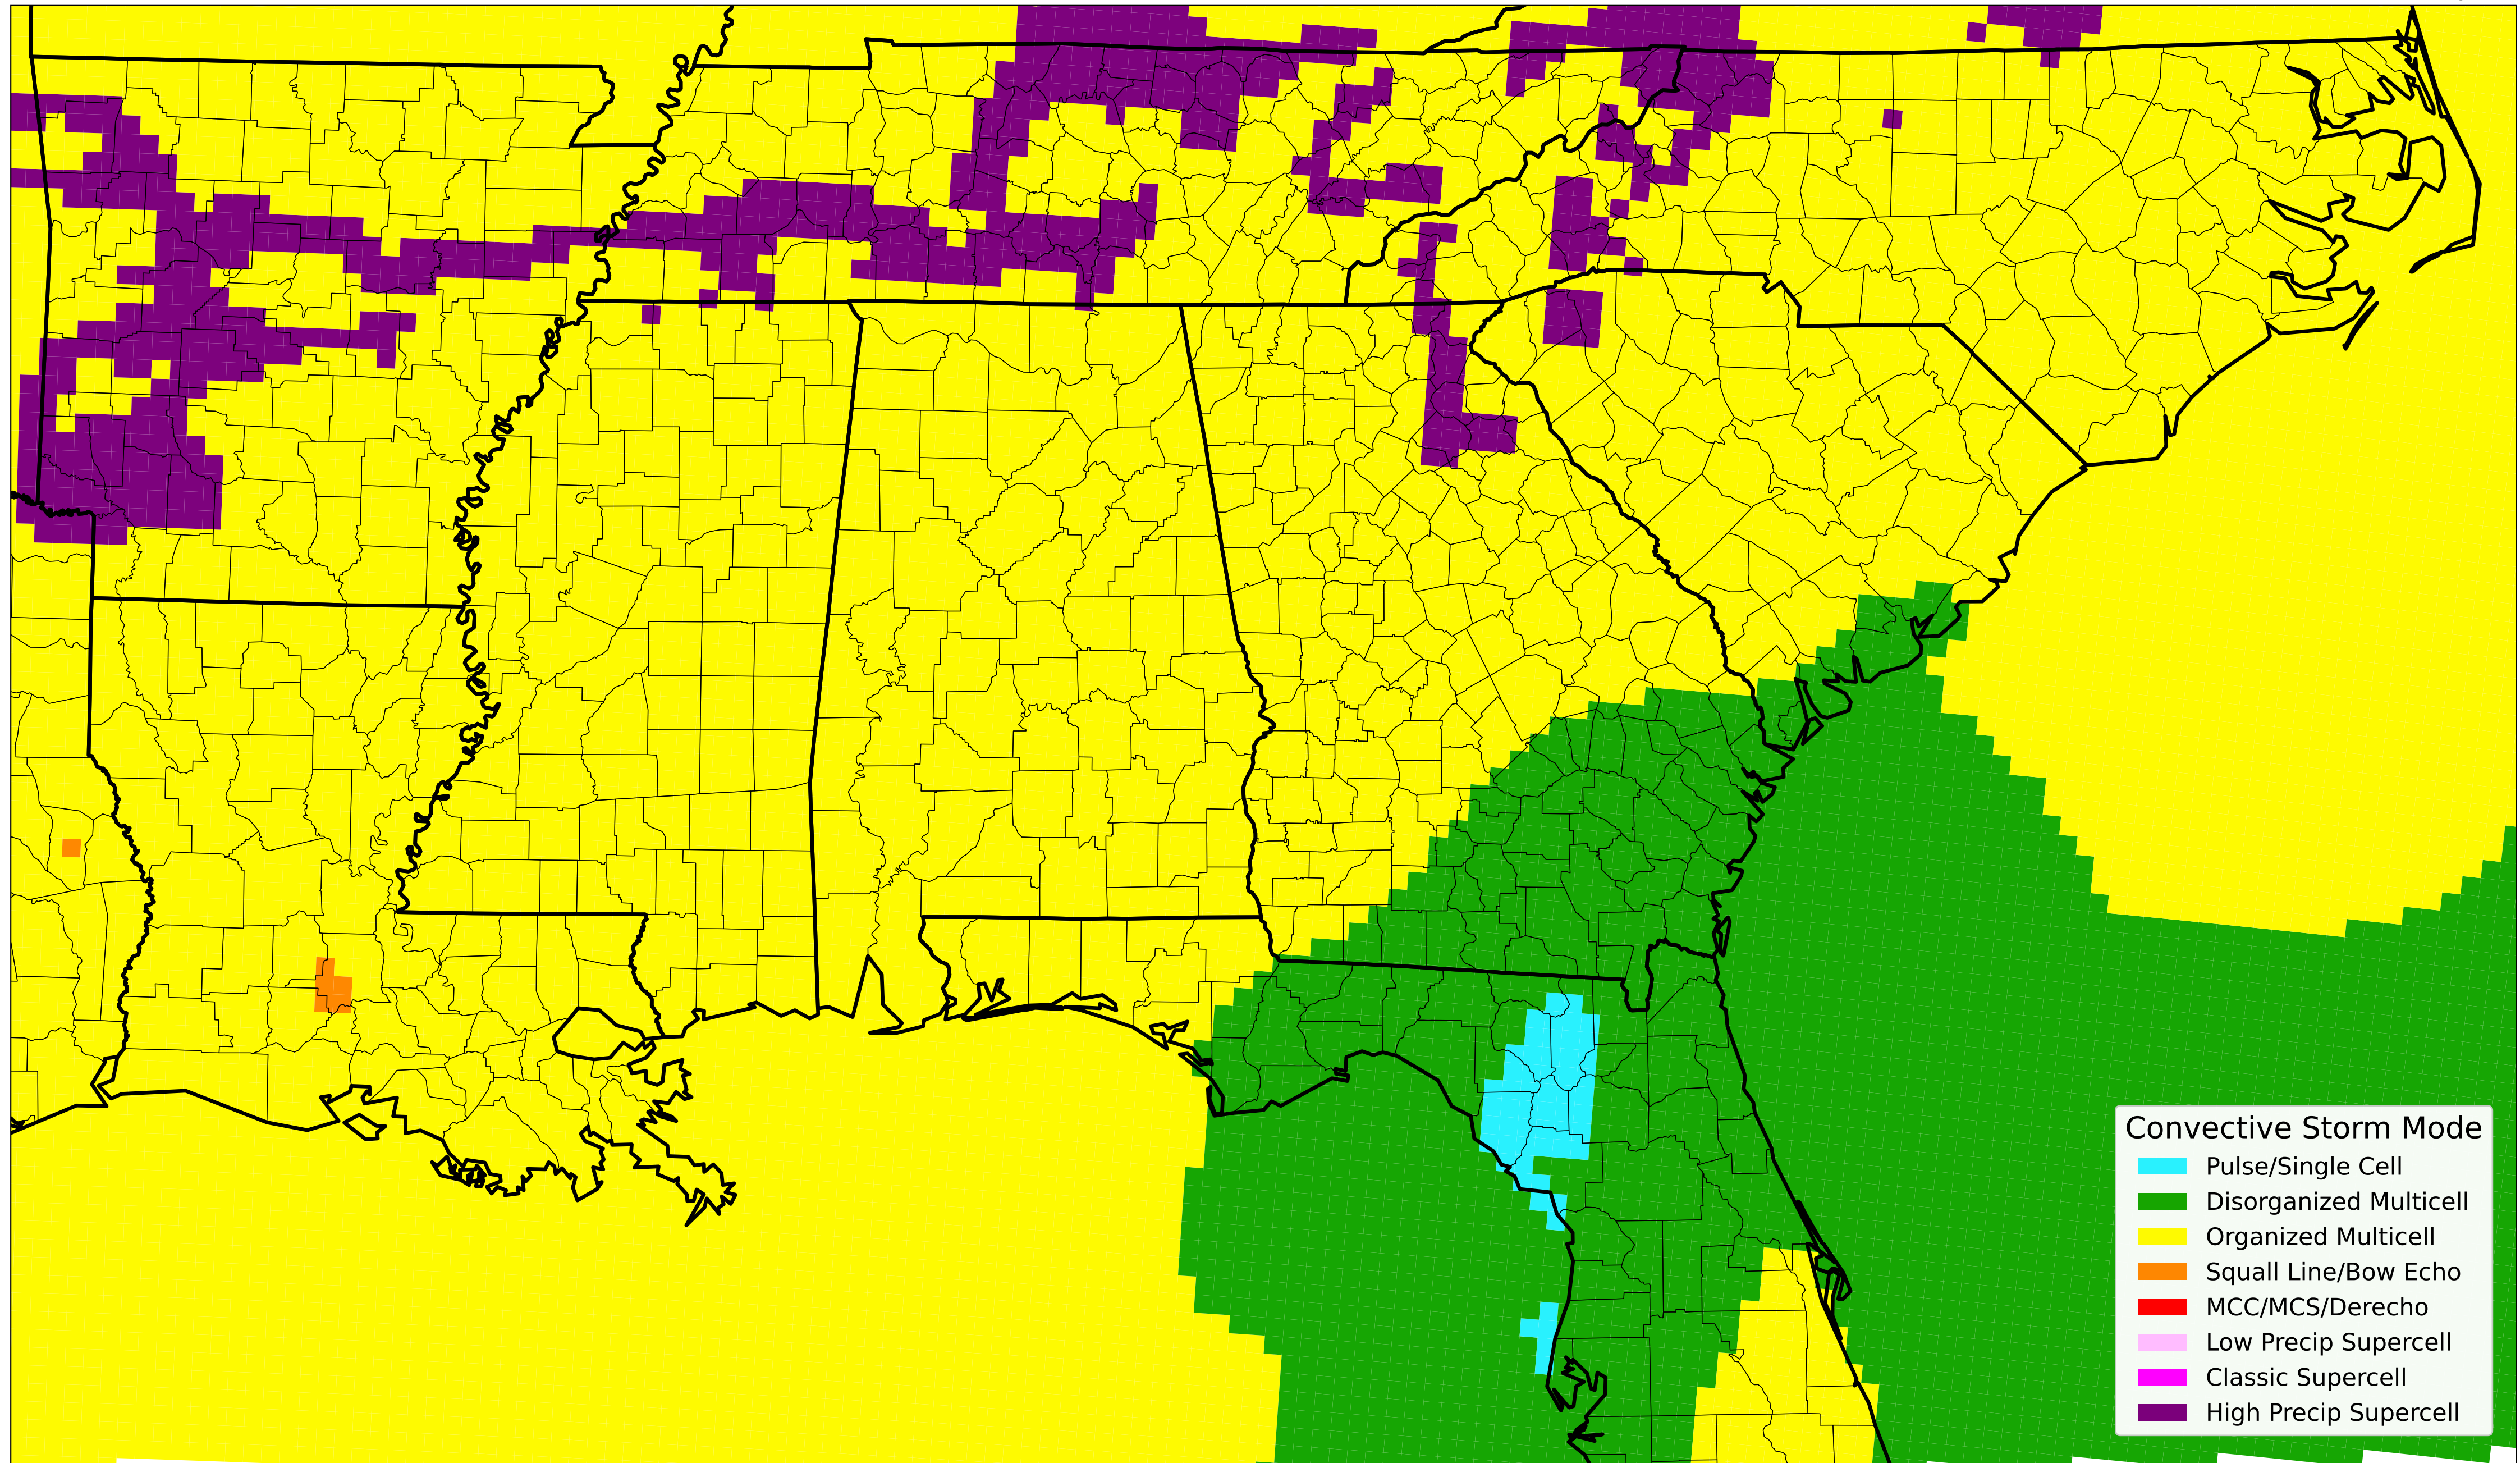 Convective Storm Mode
Pulse/Single Cell
Disorganized Multicell
Organized Multicell
Squall Line/Bow Echo
MCC/MCS/Derecho
Low Precip Supercell
Classic Supercell
High Precip Supercell